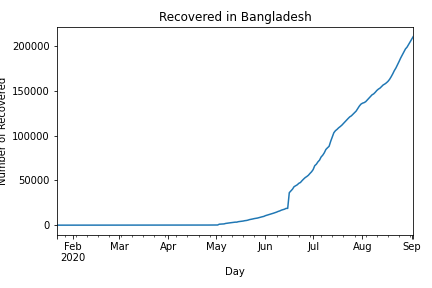 Recovered in Bangladesh
Number of Recovered
200000
150000
100000
50000
0
Feb Mar Apr May Jun Jul Aug Sep
2020
Day